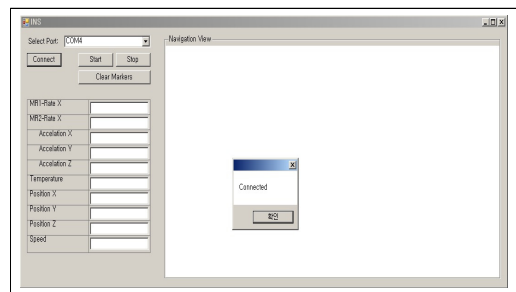 INS
Select Port: COM4
Connect Start Stop
Clear Markers
MR1-Rate X
MR2-Rate X
Accelation X
Accelation Y
Accelation Z
Temperature
Position X
Position Y
Position Z
Speed
Navigation View
Connected
확인